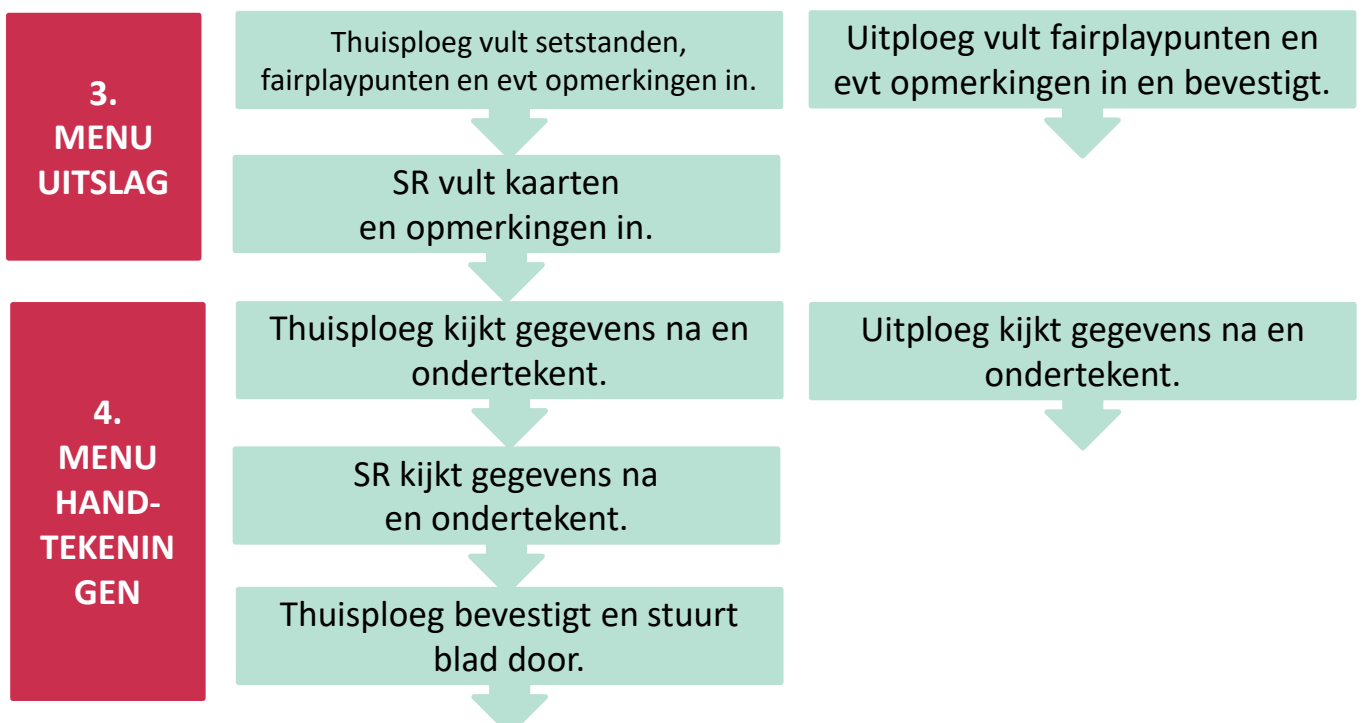 3.
MENU
UITSLAG
Thuisploeg vult setstanden,
fairplaypunten en evt opmerkingen in.
Uitploeg vult fairplaypunten en
evt opmerkingen in en bevestigt.
SR vult kaarten
en opmerkingen in.
4.
MENU
HAND-
TEKENIN
GEN
Thuisploeg kijkt gegevens na en
ondertekent.
Uitploeg kijkt gegevens na en
ondertekent.
SR kijkt gegevens na
en ondertekent.
Thuisploeg bevestigt en stuurt
blad door.